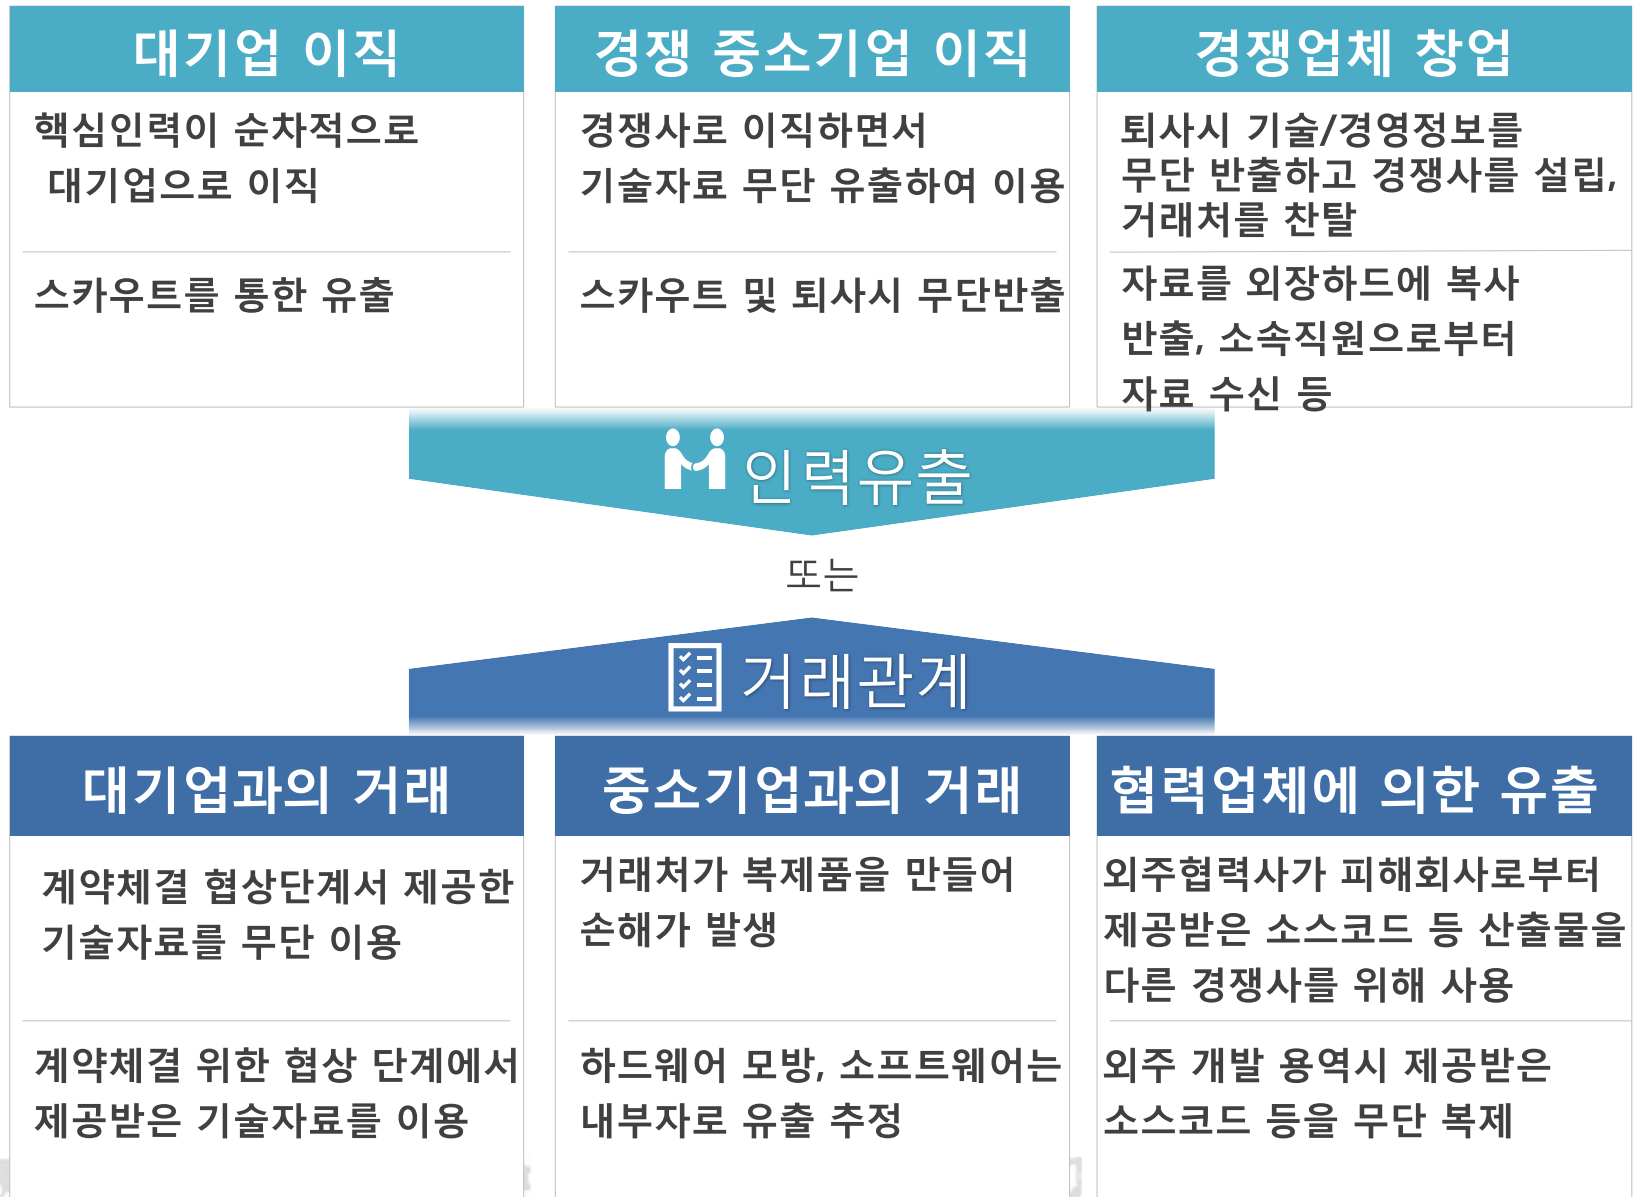 대기업 이직
핵심인력이 순차적으로
대기업으로 이직
스카우트를 통한 유출
경쟁 중소기업 이직
경쟁사로 이직하면서
기술자료 무단 유출하여 이용
스카우트 및 퇴사시 무단반출
경쟁업체 창업
퇴사시 기술/경영정보를
무단 반출하고 경쟁사를 설립,
거래처를 찬탈
자료를 외장하드에 복사
반출, 소속직원으로부터
자료 수신 등
인력유출
또는
거래관계
대기업과의 거래
계약체결 협상단계서 제공한
기술자료를 무단 이용
계약체결 위한 협상 단계에서
제공받은 기술자료를 이용
중소기업과의 거래
거래처가 복제품을 만들어
손해가 발생
하드웨어 모방, 소프트웨어는
내부자로 유출 추정
협력업체에 의한 유출
외주협력사가 피해회사로부터
제공받은 소스코드 등 산출물을
다른 경쟁사를 위해 사용
외주 개발 용역시 제공받은
소스코드 등을 무단 복제